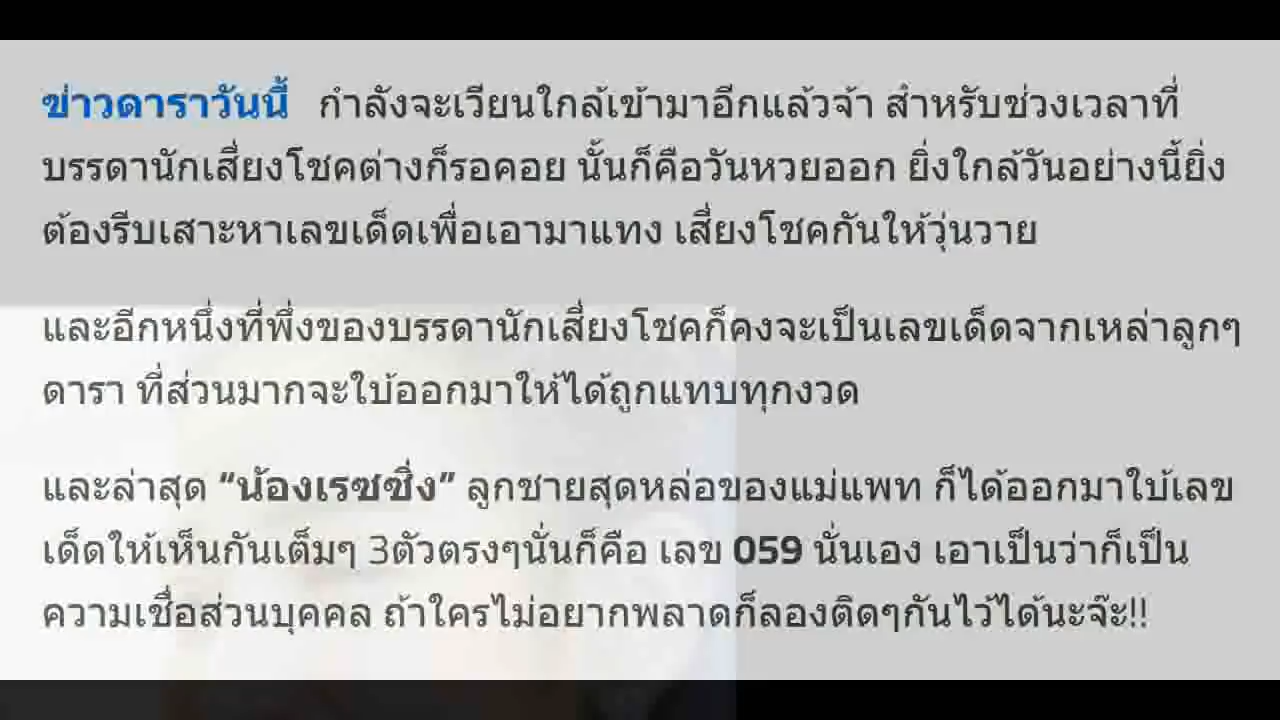 ข่าวดาราวันนี้ กำลังจะเวียนใกล้เข้ามาอีกแล้วจ้า สำหรับช่วงเวลาที่
บรรดานักเสี่ยงโชคต่างก็รอคอย นั้นก็คือวันหวยออก ยิ่งใกล้วันอย่างนี้ยิ่ง
ต้องรีบเสาะหาเลขเด็ดเพื่อเอามาแทง เสี่ยงโชคกันให้วุ่นวาย
และอีกหนึ่งที่พึ่งของบรรดานักเสี่ยงโชคก็คงจะเป็นเลขเด็ดจากเหล่าลูกๆ
ดารา ที่ส่วนมากจะใบ้ออกมาให้ได้ถูกแทบทุกงวด
และล่าสุด “น้องเรซซิ่ง” ลูกชายสุดหล่อของแม่แพท ก็ได้ออกมาใบ้เลข
เด็ดให้เห็นกันเต็มๆ 3ตัวตรงๆนั่นก็คือ เลข 059 นั่นเอง เอาเป็นว่าก็เป็น
ความเชื่อส่วนบุคคล ถ้าใครไม่อยากพลาดก็ลองติดๆกันไว้ได้นะจ๊ะ!!